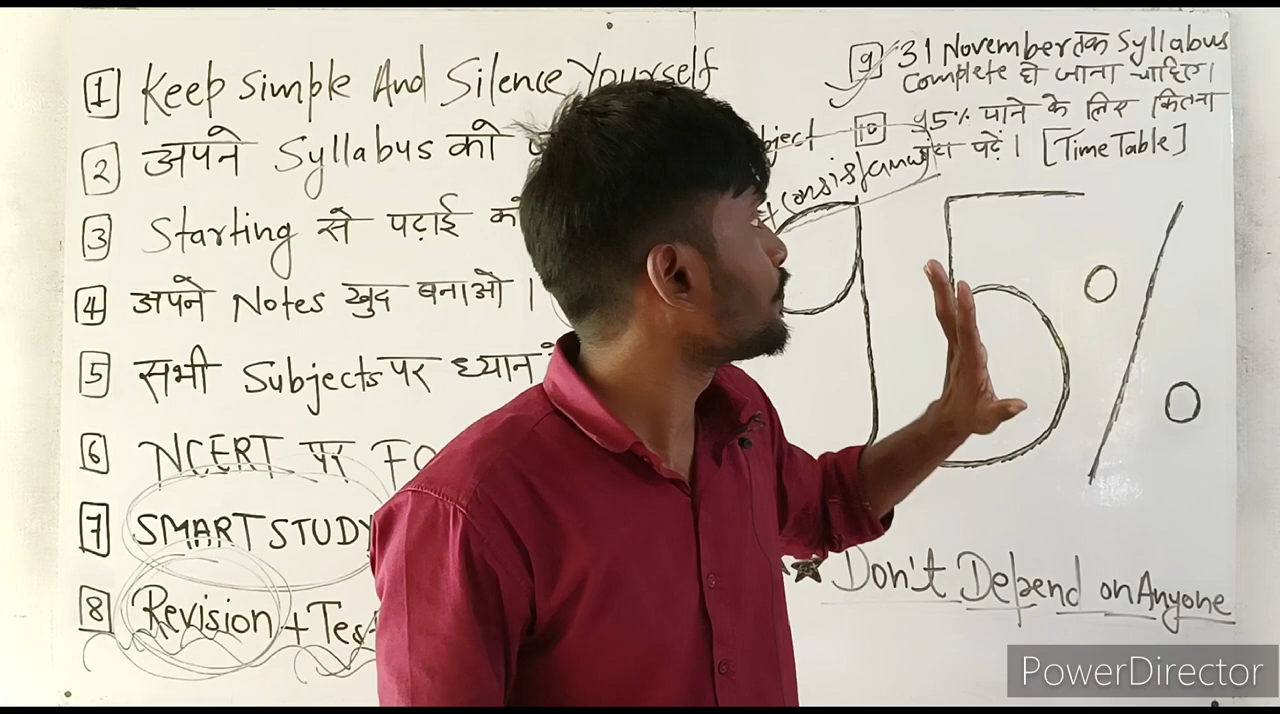 1 Keep Simple And Silence Yourself
2 अपने Syllabus को
3 Starting से पढ़ाई
4 अपने Notes खुद बनाओ।
5 सभी Subjects पर ध्यान
6 NCERT पर
7 SMART STUDY
8 Revision +
9 31 November तक Syllabus
Complete हो जाना चाहिए।
10 95% पाने के लिए कितना
पढ़ें। [Time Table]
95%
Don't Depend on Anyone
PowerDirector